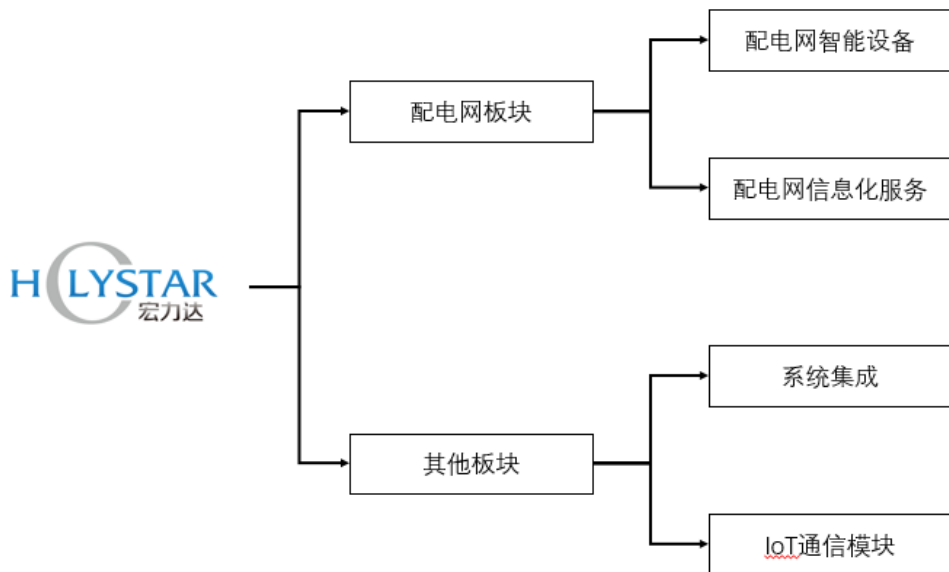 配电网智能设备
配电网板块
配电网信息化服务
HOLYSTAR
宏力达
系统集成
其他板块
IoT通信模块